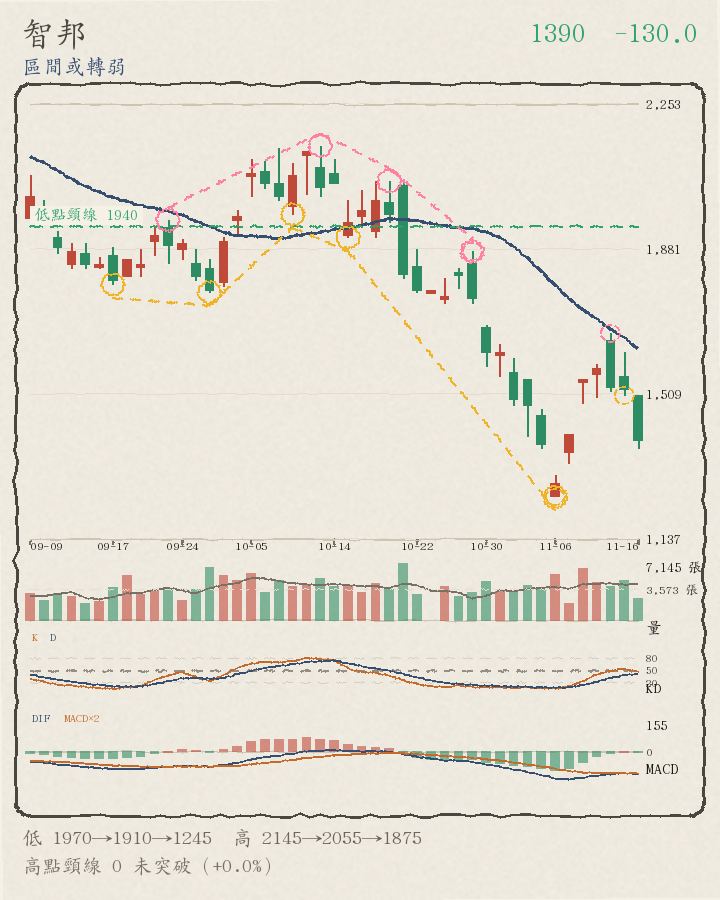 智邦
1390 -130.0
區間或轉弱
2,253
低點頸線 1940
1,881
1,509
1,137
09-09 09-17 09-24 10-05 10-14 10-22 10-30 11-06 11-16
7,145 張
3,573 張
量
K D
80
50
20
KD
DIF MACD×2
155
0
MACD
低 1970→1910→1245 高 2145→2055→1875
高點頸線 0 未突破 (+0.0%)